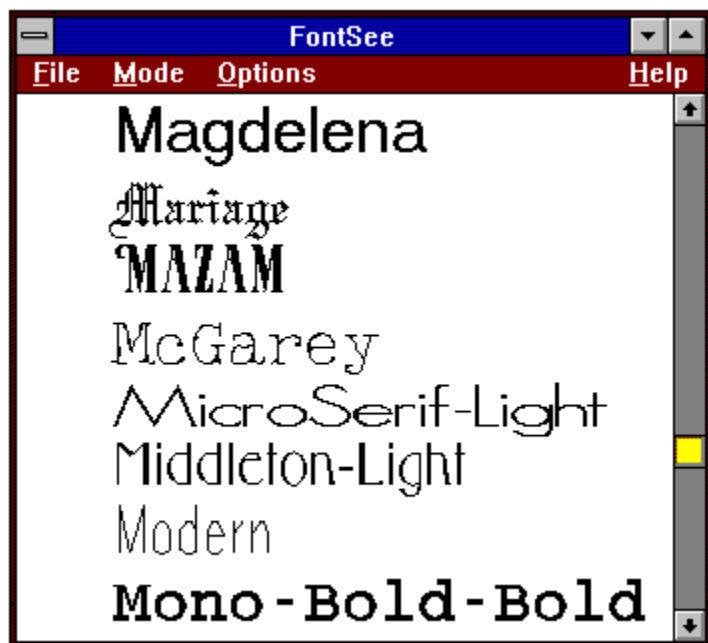 FontSee
File Mode Options Help
Magdelena
Mariage
MAZAM
McGarey
MicroSerif-Light
Middleton-Light
Modern
Mono-Bold-Bold